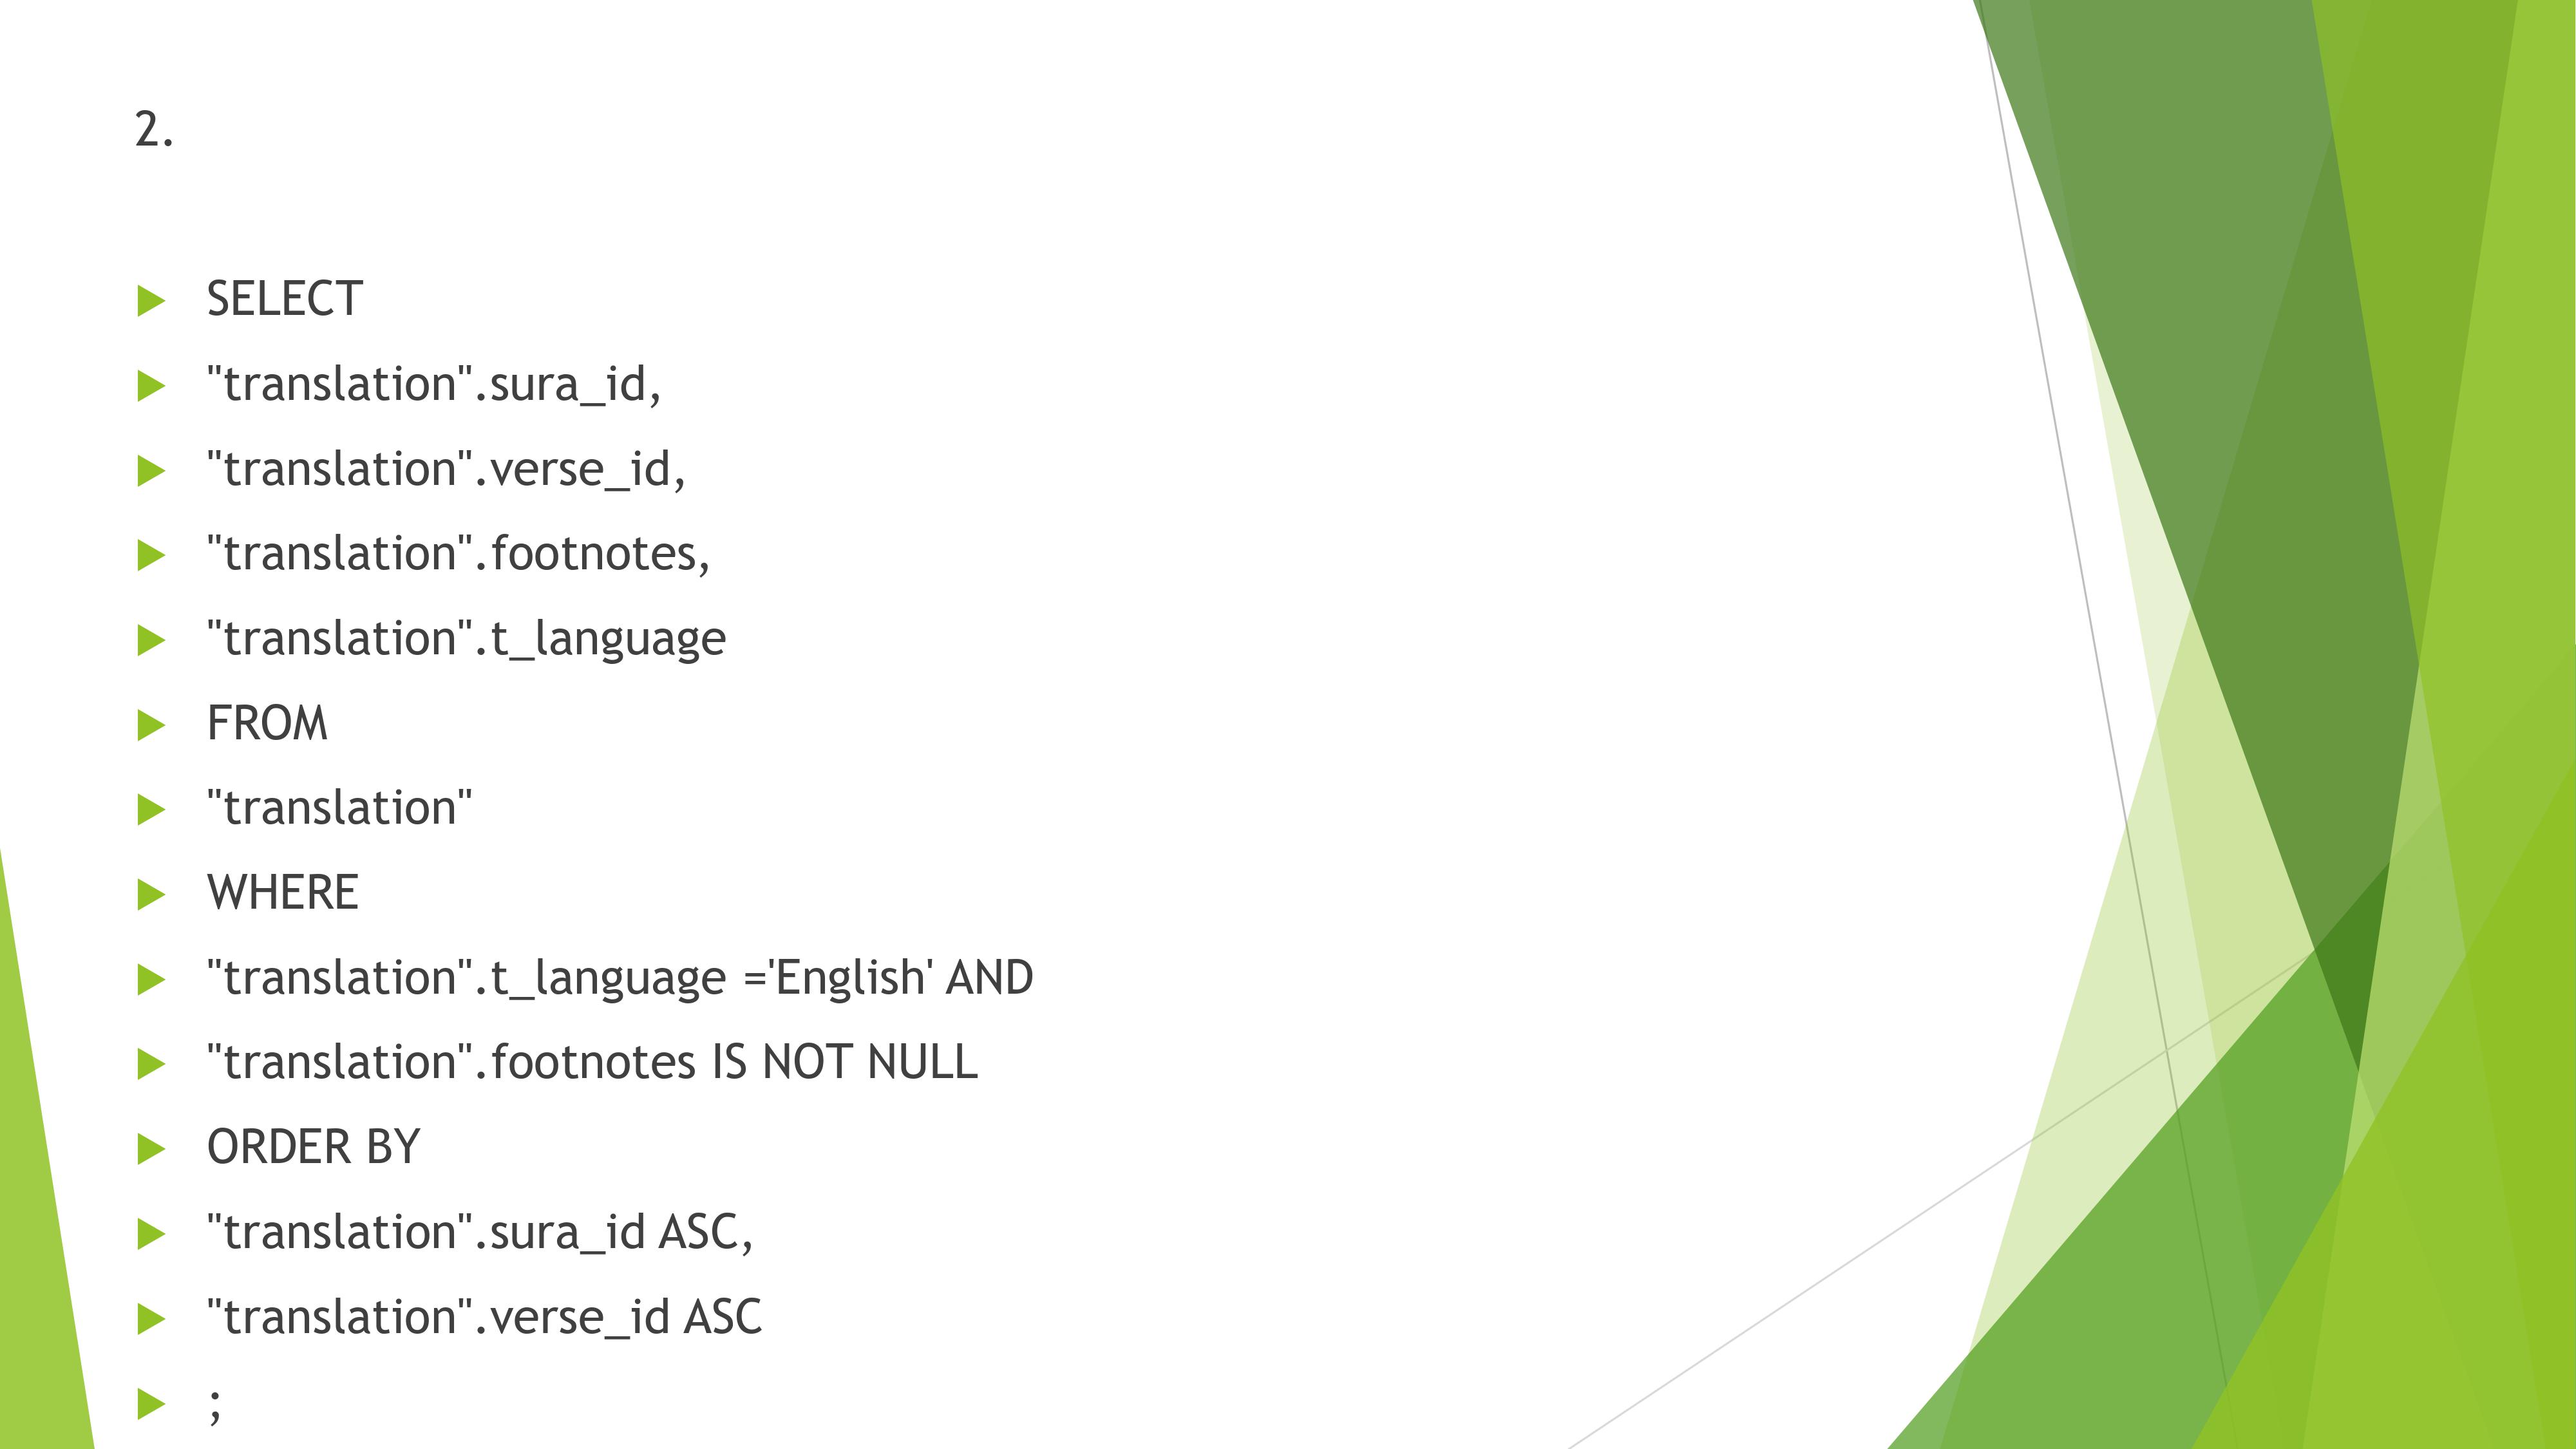 2.
SELECT
"translation".sura_id,
"translation".verse_id,
"translation".footnotes,
"translation".t_language
FROM
"translation"
WHERE
"translation".t_language ='English' AND
"translation".footnotes IS NOT NULL
ORDER BY
"translation".sura_id ASC,
"translation".verse_id ASC
;